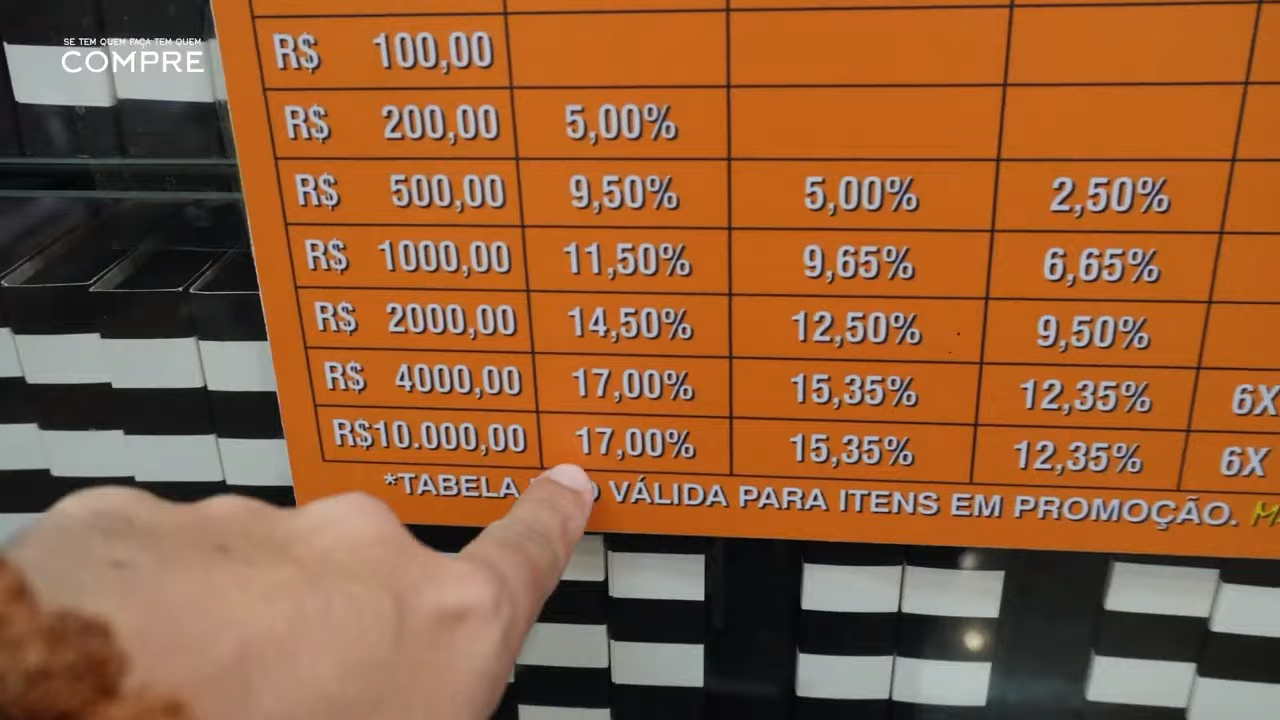 SE TEM QUEM FAÇA TEM QUEM
COMPRE
R$ 100,00
R$ 200,00 5,00%
R$ 500,00 9,50% 5,00% 2,50%
R$ 1000,00 11,50% 9,65% 6,65%
R$ 2000,00 14,50% 12,50% 9,50%
R$ 4000,00 17,00% 15,35% 12,35% 6X
R$10.000,00 17,00% 15,35% 12,35% 6X
*TABELA VÁLIDA PARA ITENS EM PROMOÇÃO.